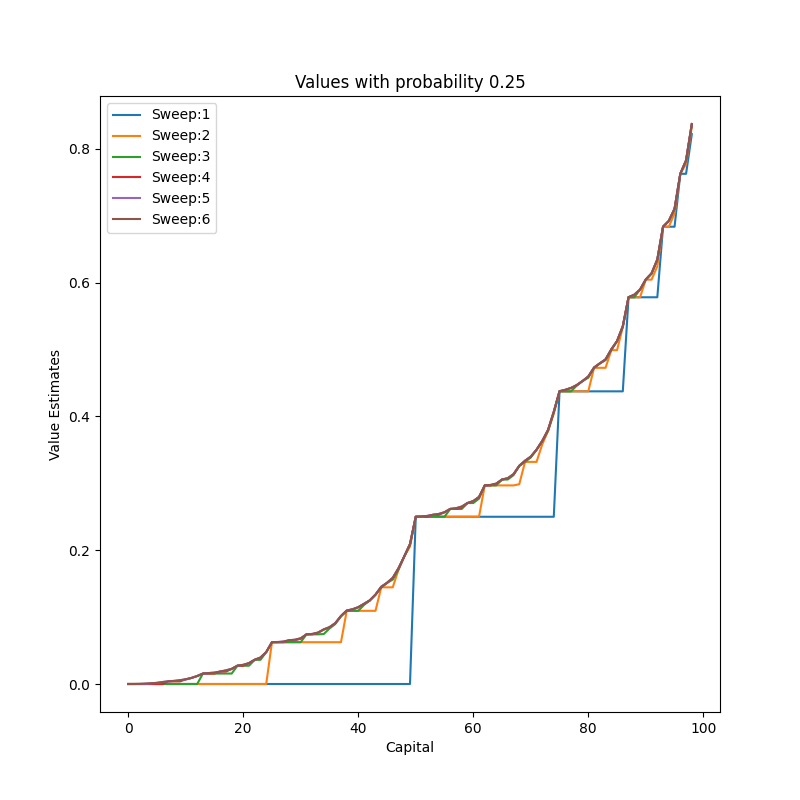 Values with probability 0.25
Sweep:1
Sweep:2
Sweep:3
Sweep:4
Sweep:5
Sweep:6
Value Estimates
0.8
0.6
0.4
0.2
0.0
0 20 40 60 80 100
Capital